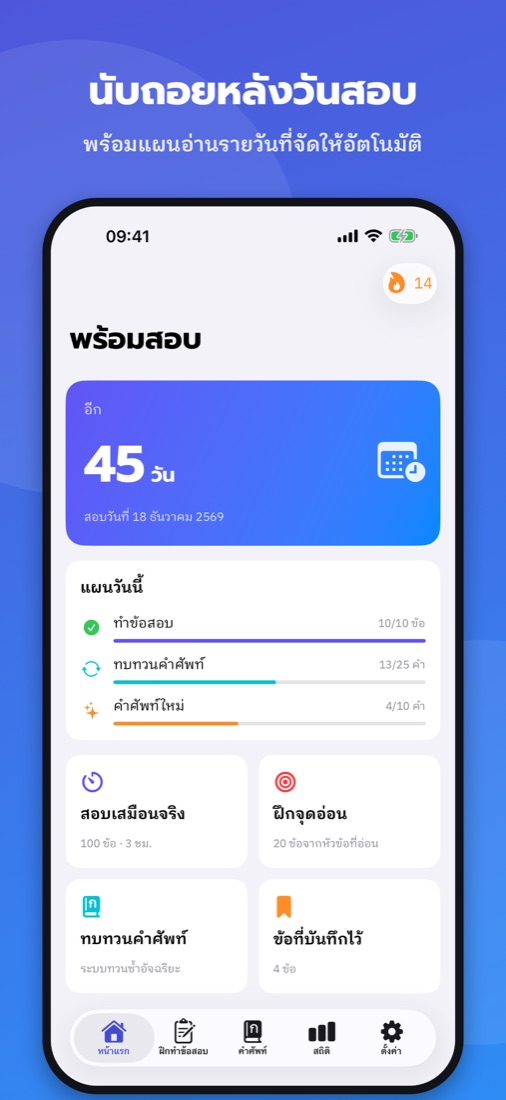 นับถอยหลังวันสอบ
พร้อมแผนอ่านรายวันที่จัดให้อัตโนมัติ
09:41
14
พร้อมสอบ
อีก
45 วัน
สอบวันที่ 18 ธันวาคม 2569
แผนวันนี้
ทำข้อสอบ 10/10 ข้อ
ทบทวนคำศัพท์ 13/25 คำ
คำศัพท์ใหม่ 4/10 คำ
สอบเสมือนจริง
100 ข้อ · 3 ชม.
ฝึกจุดอ่อน
20 ข้อจากหัวข้อที่อ่อน
ก
ทบทวนคำศัพท์
ระบบทวนซ้ำอัจฉริยะ
ข้อที่บันทึกไว้
4 ข้อ
ก
หน้าแรก ฝึกทำข้อสอบ คำศัพท์ สถิติ ตั้งค่า